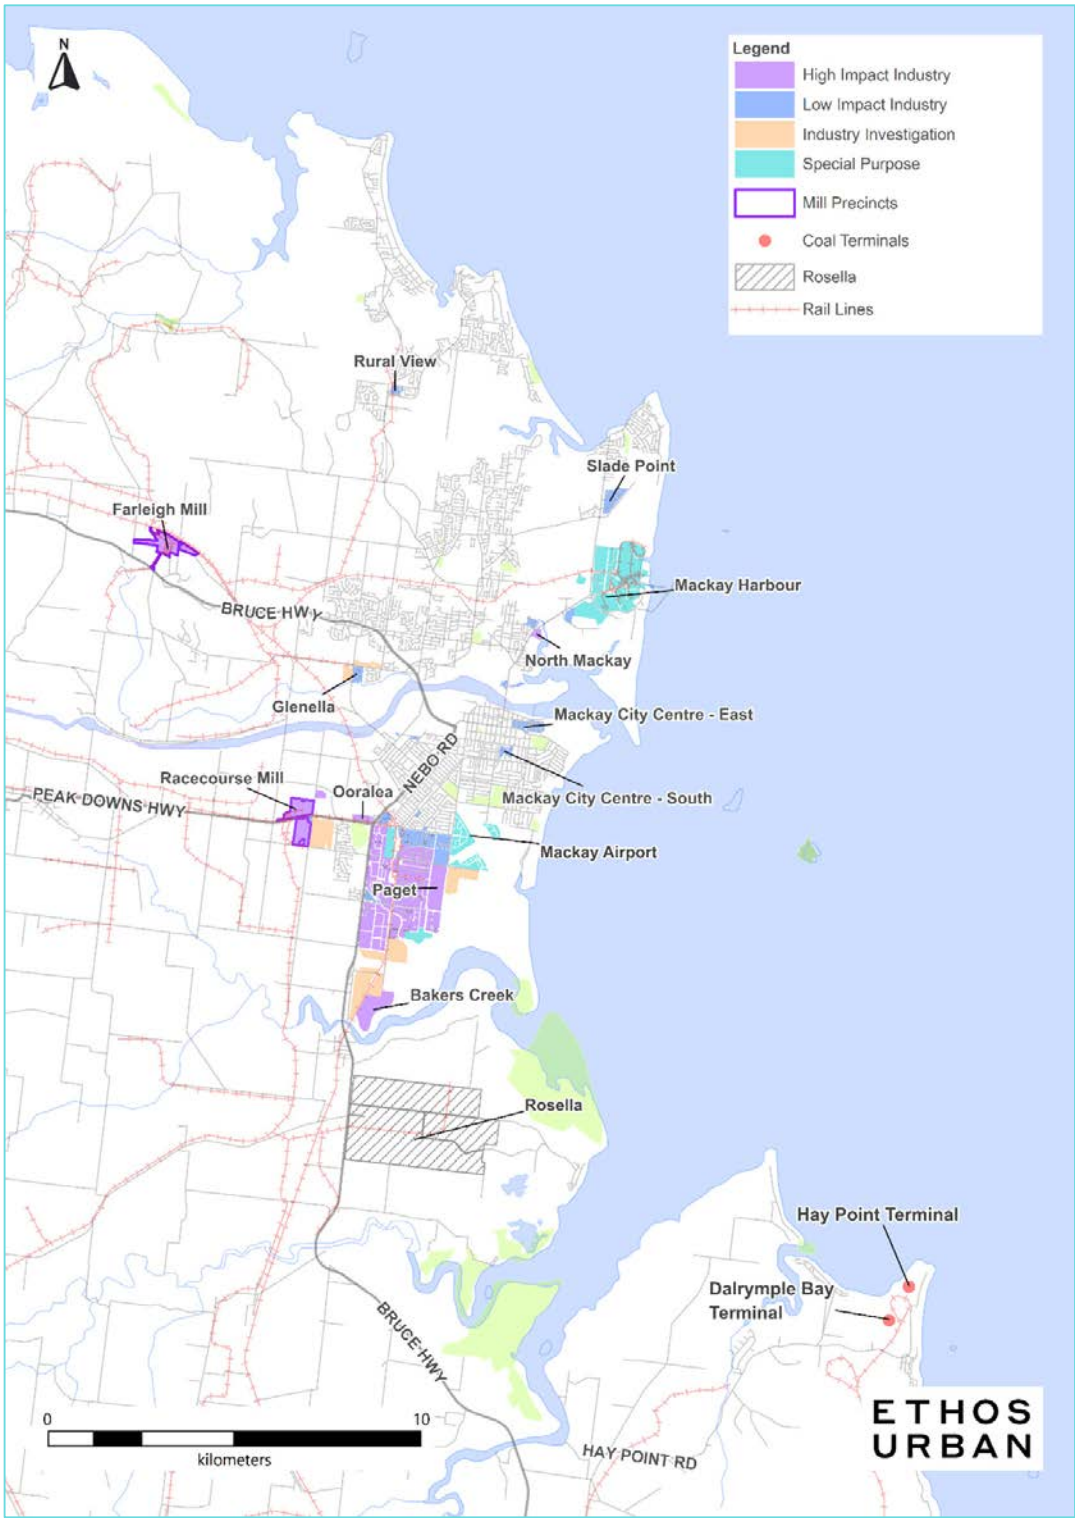 N
Legend
High Impact Industry
Low Impact Industry
Industry Investigation
Special Purpose
Mill Precincts
Coal Terminals
Rosella
Rail Lines
Rural View
Slade Point
Farleigh Mill
Mackay Harbour
BRUCE HWY
North Mackay
Glenella
Mackay City Centre - East
NEBO RD
Racecourse Mill
Ooralea
PEAK DOWNS HWY
Mackay City Centre - South
Mackay Airport
Paget
Bakers Creek
Rosella
Hay Point Terminal
Dalrymple Bay
Terminal
BRUCE HWY
0 10
kilometers
HAY POINT RD
ETHOS
URBAN